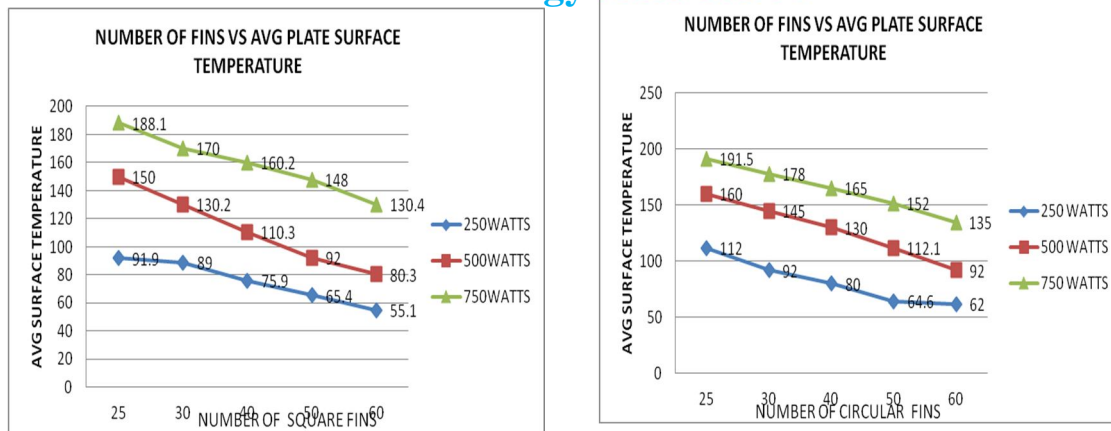 gy
NUMBER OF FINS VS AVG PLATE SURFACE
TEMPERATURE
AVG SURFACE TEMPERATURE
200
180
160
140
120
100
80
60
40
20
0
188.1
170
160.2
148
130.4
150
130.2
110.3
92
80.3
91.9
89
75.9
65.4
55.1
25 30 40 50 60
NUMBER OF SQUARE FINS
250WATTS
500WATTS
750WATTS
NUMBER OF FINS VS AVG PLATE SURFACE
TEMPERATURE
AVG SURFACE TEMPERATURE
250
200
150
100
50
0
191.5
178
165
152
135
160
145
130
112.1
92
112
92
80
64.6
62
25 30 40 50 60
NUMBER OF CIRCULAR FINS
250 WATTS
500 WATTS
750 WATTS